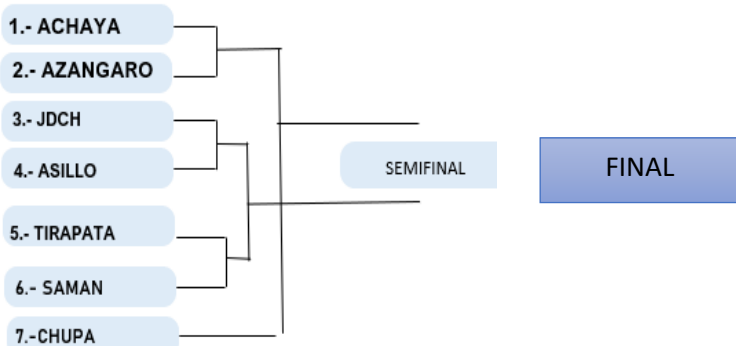 1.- ACHAYA
2.- AZANGARO
3.- JDCH
4.- ASILLO
SEMIFINAL
FINAL
5.- TIRAPATA
6.- SAMAN
7.-CHUPA